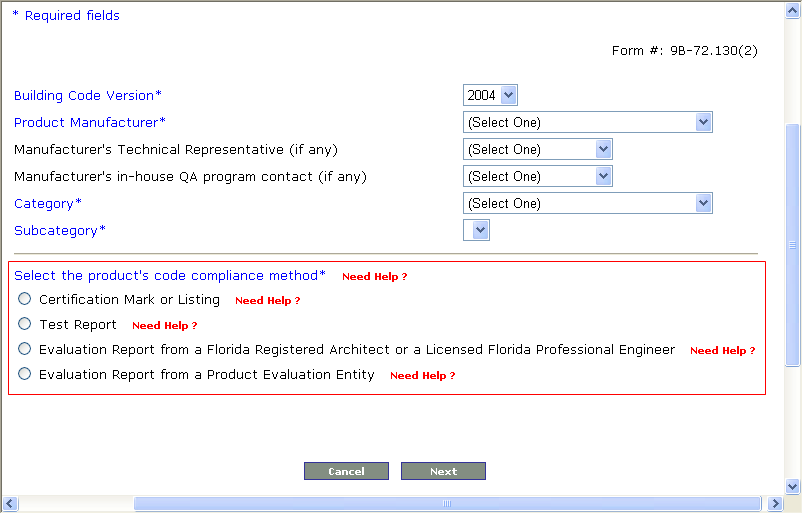 * Required fields
Form #: 9B-72.130(2)
Building Code Version* 2004
Product Manufacturer* (Select One)
Manufacturer's Technical Representative (if any) (Select One)
Manufacturer's in-house QA program contact (if any) (Select One)
Category* (Select One)
Subcategory*
Select the product's code compliance method* Need Help ?
Certification Mark or Listing Need Help ?
Test Report Need Help ?
Evaluation Report from a Florida Registered Architect or a Licensed Florida Professional Engineer Need Help ?
Evaluation Report from a Product Evaluation Entity Need Help ?
Cancel Next